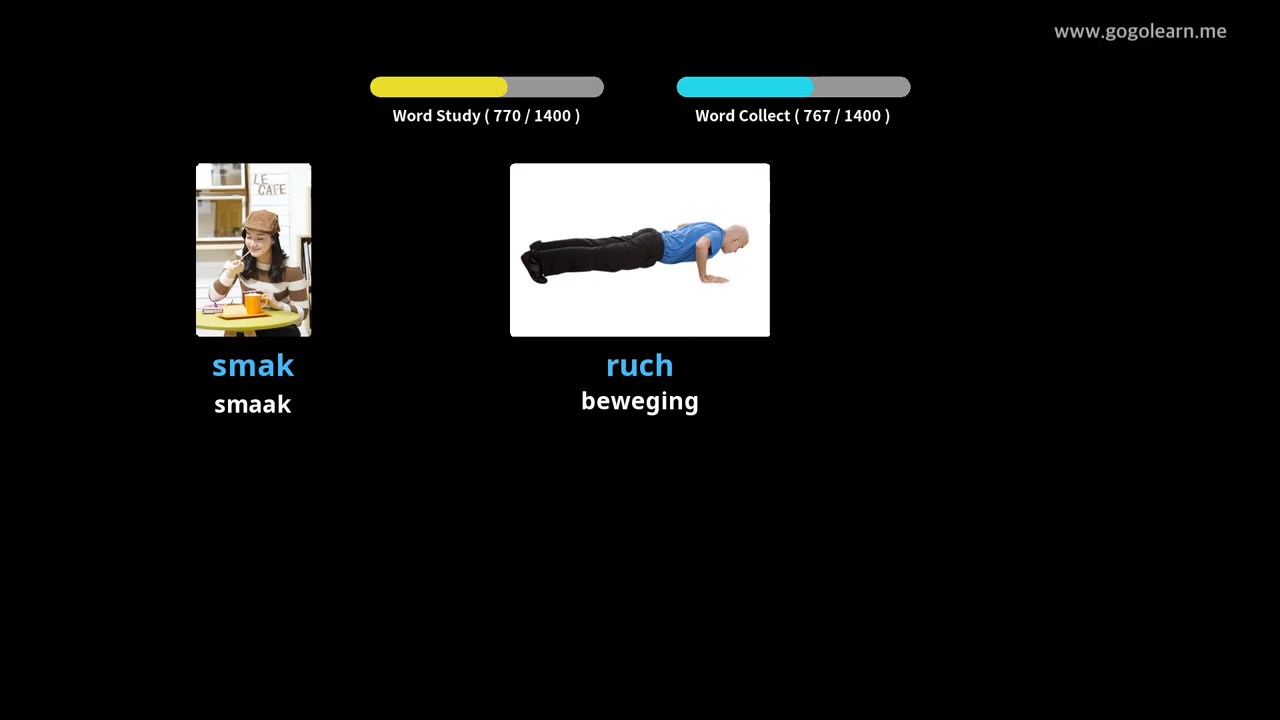 www.gogolearn.me
Word Study ( 770 / 1400 )
Word Collect ( 767 / 1400 )
LE
CAFE
smak
smaak
ruch
beweging